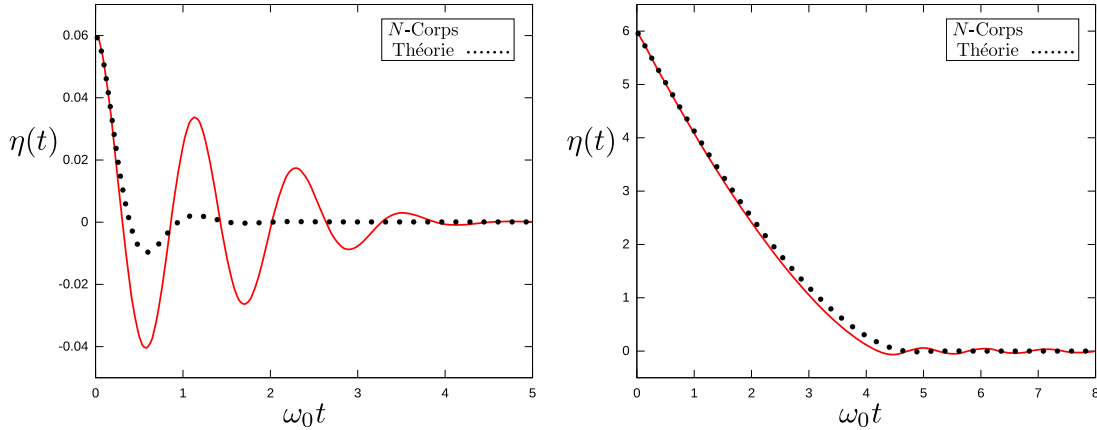 N-Corps
Théorie
0.06
0.04
0.02
0
-0.02
-0.04
η(t)
0 1 2 3 4 5
ω₀t
N-Corps
Théorie
6
5
4
3
2
1
0
η(t)
0 1 2 3 4 5 6 7 8
ω₀t